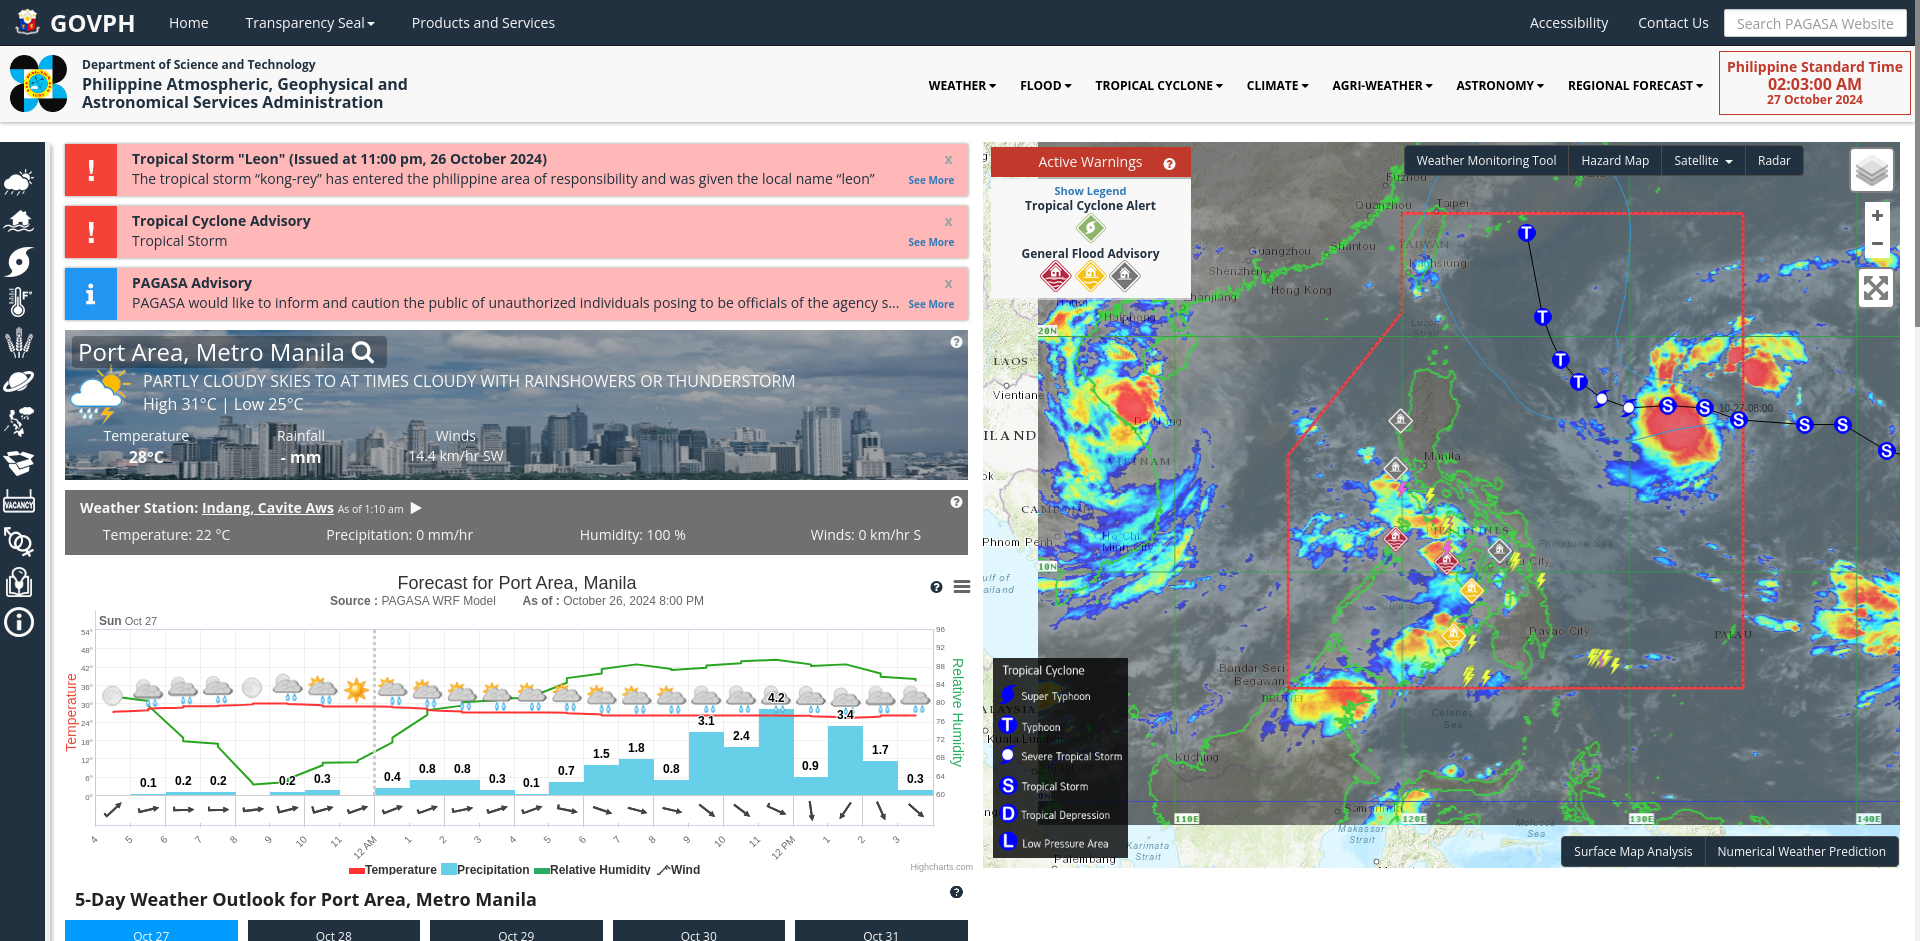 GOVPH
Home
Transparency Seal
Products and Services
Accessibility
Contact Us
Search PAGASA Website
Department of Science and Technology
Philippine Atmospheric, Geophysical and
Astronomical Services Administration
WEATHER
FLOOD
TROPICAL CYCLONE
CLIMATE
AGRI-WEATHER
ASTRONOMY
REGIONAL FORECAST
Philippine Standard Time
02:03:00 AM
27 October 2024
VACANCY
Tropical Storm "Leon" (Issued at 11:00 pm, 26 October 2024)
x
The tropical storm “kong-rey” has entered the philippine area of responsibility and was given the local name “leon”
See More
Tropical Cyclone Advisory
x
Tropical Storm
See More
PAGASA Advisory
x
PAGASA would like to inform and caution the public of unauthorized individuals posing to be officials of the agency s...
See More
Port Area, Metro Manila
PARTLY CLOUDY SKIES TO AT TIMES CLOUDY WITH RAINSHOWERS OR THUNDERSTORM
High 31°C | Low 25°C
Temperature
Rainfall
Winds
28°C
- mm
14.4 km/hr SW
Weather Station: Indang, Cavite Aws As of 1:10 am
Temperature: 22 °C
Precipitation: 0 mm/hr
Humidity: 100 %
Winds: 0 km/hr S
Forecast for Port Area, Manila
Source : PAGASA WRF Model As of : October 26, 2024 8:00 PM
Sun Oct 27
Temperature
54°
48°
42°
36°
30°
24°
18°
12°
6°
0°
Relative Humidity
96
92
88
84
80
76
72
68
64
60
0.1
0.2
0.2
0.2
0.3
0.4
0.8
0.8
0.3
0.1
0.7
1.5
1.8
0.8
3.1
2.4
4.2
0.9
3.4
1.7
0.3
4 5 6 7 8 9 10 11 12 AM 1 2 3 4 5 6 7 8 9 10 11 12 PM 1 2 3
Temperature Precipitation Relative Humidity Wind
Highcharts.com
5-Day Weather Outlook for Port Area, Metro Manila
Oct 27
Oct 28
Oct 29
Oct 30
Oct 31
Active Warnings
Show Legend
Tropical Cyclone Alert
General Flood Advisory
Weather Monitoring Tool
Hazard Map
Satellite
Radar
+
−
Fuzhou
Quanzhou
Taipei
TAIWAN
Guangzhou
Shantou
Kaohsiung
Shenzhen
Hong Kong
Zhanjiang
Hanoi
Haiphong
20N
Luzon
Strait
LAOS
Vientiane
10-27-08:00
Da Nang
Manila
VIETNAM
CAMBODIA
PHILIPPINES
Phnom Penh
Ho Chi
Minh City
Philippine Sea
10N
Sulu Sea
Davao City
PALAU
Bandar Seri
Begawan
BRUNEI
Celebes
Sea
Kuching
Kuala Lumpur
Samarinda
110E
120E
130E
140E
Makassar
Strait
Molucca
Sea
Karimata
Strait
Palembang
Tropical Cyclone
Super Typhoon
T Typhoon
Severe Tropical Storm
S Tropical Storm
D Tropical Depression
L Low Pressure Area
Surface Map Analysis
Numerical Weather Prediction